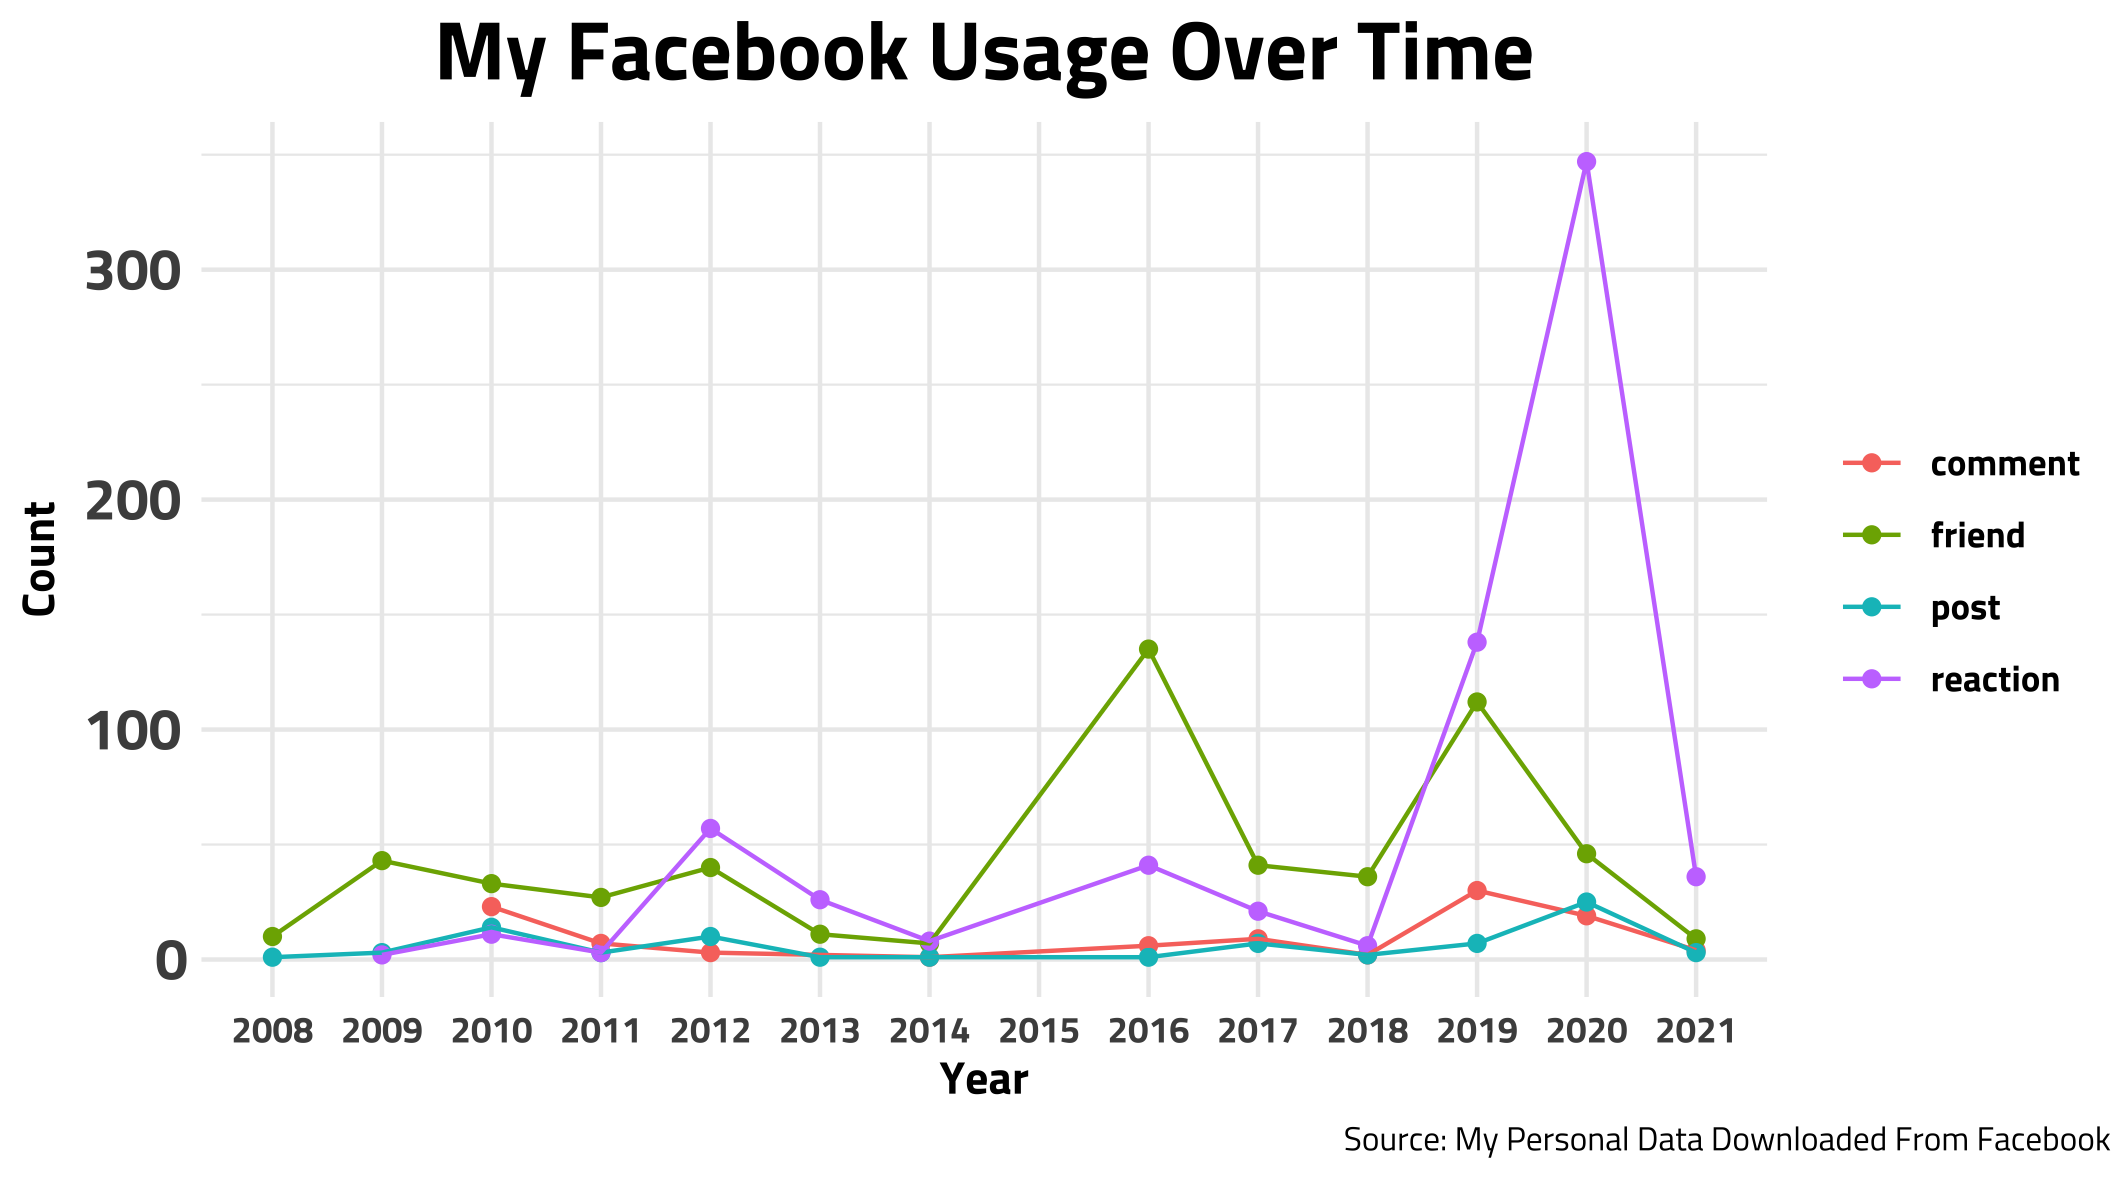 My Facebook Usage Over Time
300
200
100
0
Count
2008 2009 2010 2011 2012 2013 2014 2015 2016 2017 2018 2019 2020 2021
Year
comment
friend
post
reaction
Source: My Personal Data Downloaded From Facebook